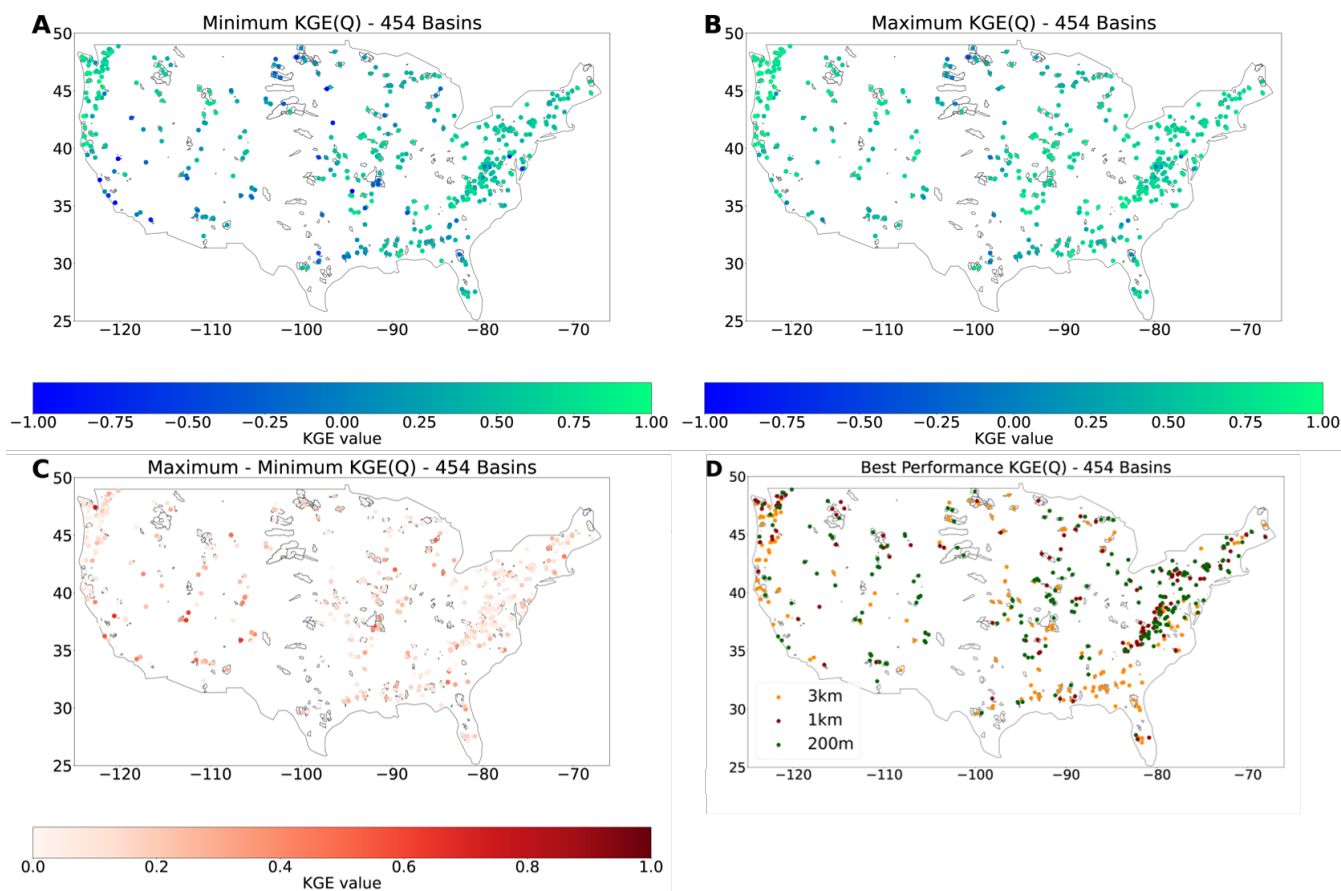 A Minimum KGE(Q) - 454 Basins
50
45
40
35
30
25
−120 −110 −100 −90 −80 −70
−1.00 −0.75 −0.50 −0.25 0.00 0.25 0.50 0.75 1.00
KGE value
B Maximum KGE(Q) - 454 Basins
50
45
40
35
30
25
−120 −110 −100 −90 −80 −70
−1.00 −0.75 −0.50 −0.25 0.00 0.25 0.50 0.75 1.00
KGE value
C Maximum - Minimum KGE(Q) - 454 Basins
50
45
40
35
30
25
−120 −110 −100 −90 −80 −70
0.0 0.2 0.4 0.6 0.8 1.0
KGE value
D Best Performance KGE(Q) - 454 Basins
50
45
40
35
30
25
3km
1km
200m
−120 −110 −100 −90 −80 −70